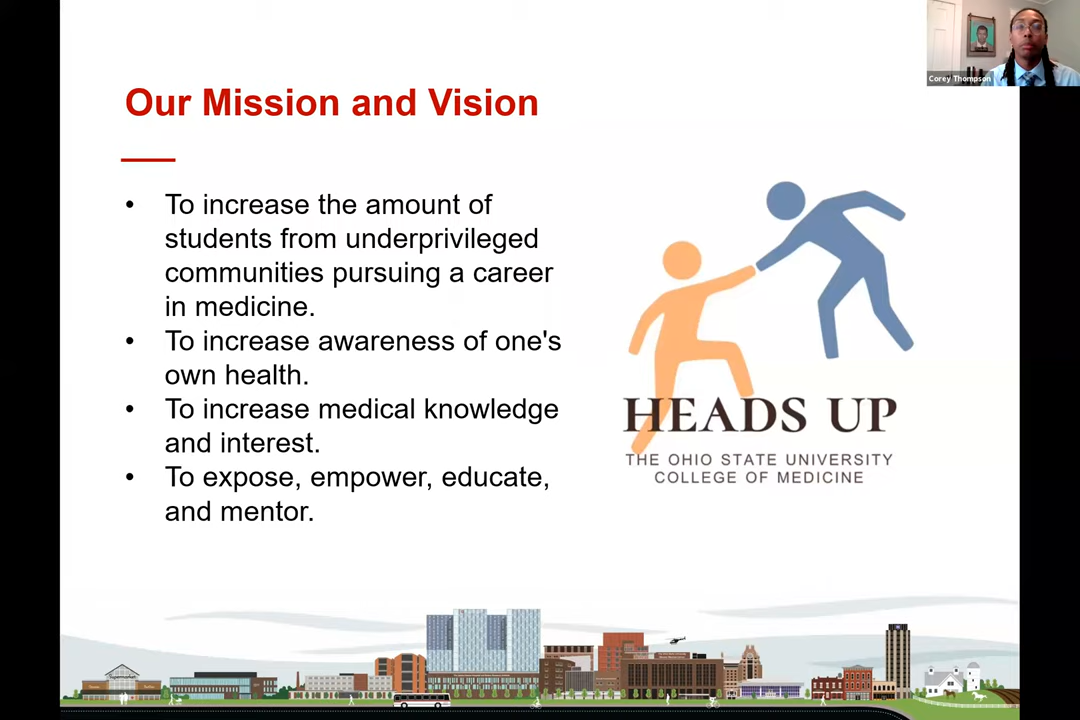 Our Mission and Vision
• To increase the amount of
students from underprivileged
communities pursuing a career
in medicine.
• To increase awareness of one's
own health.
• To increase medical knowledge
and interest.
• To expose, empower, educate,
and mentor.
HEADS UP
THE OHIO STATE UNIVERSITY
COLLEGE OF MEDICINE
Corey Thompson